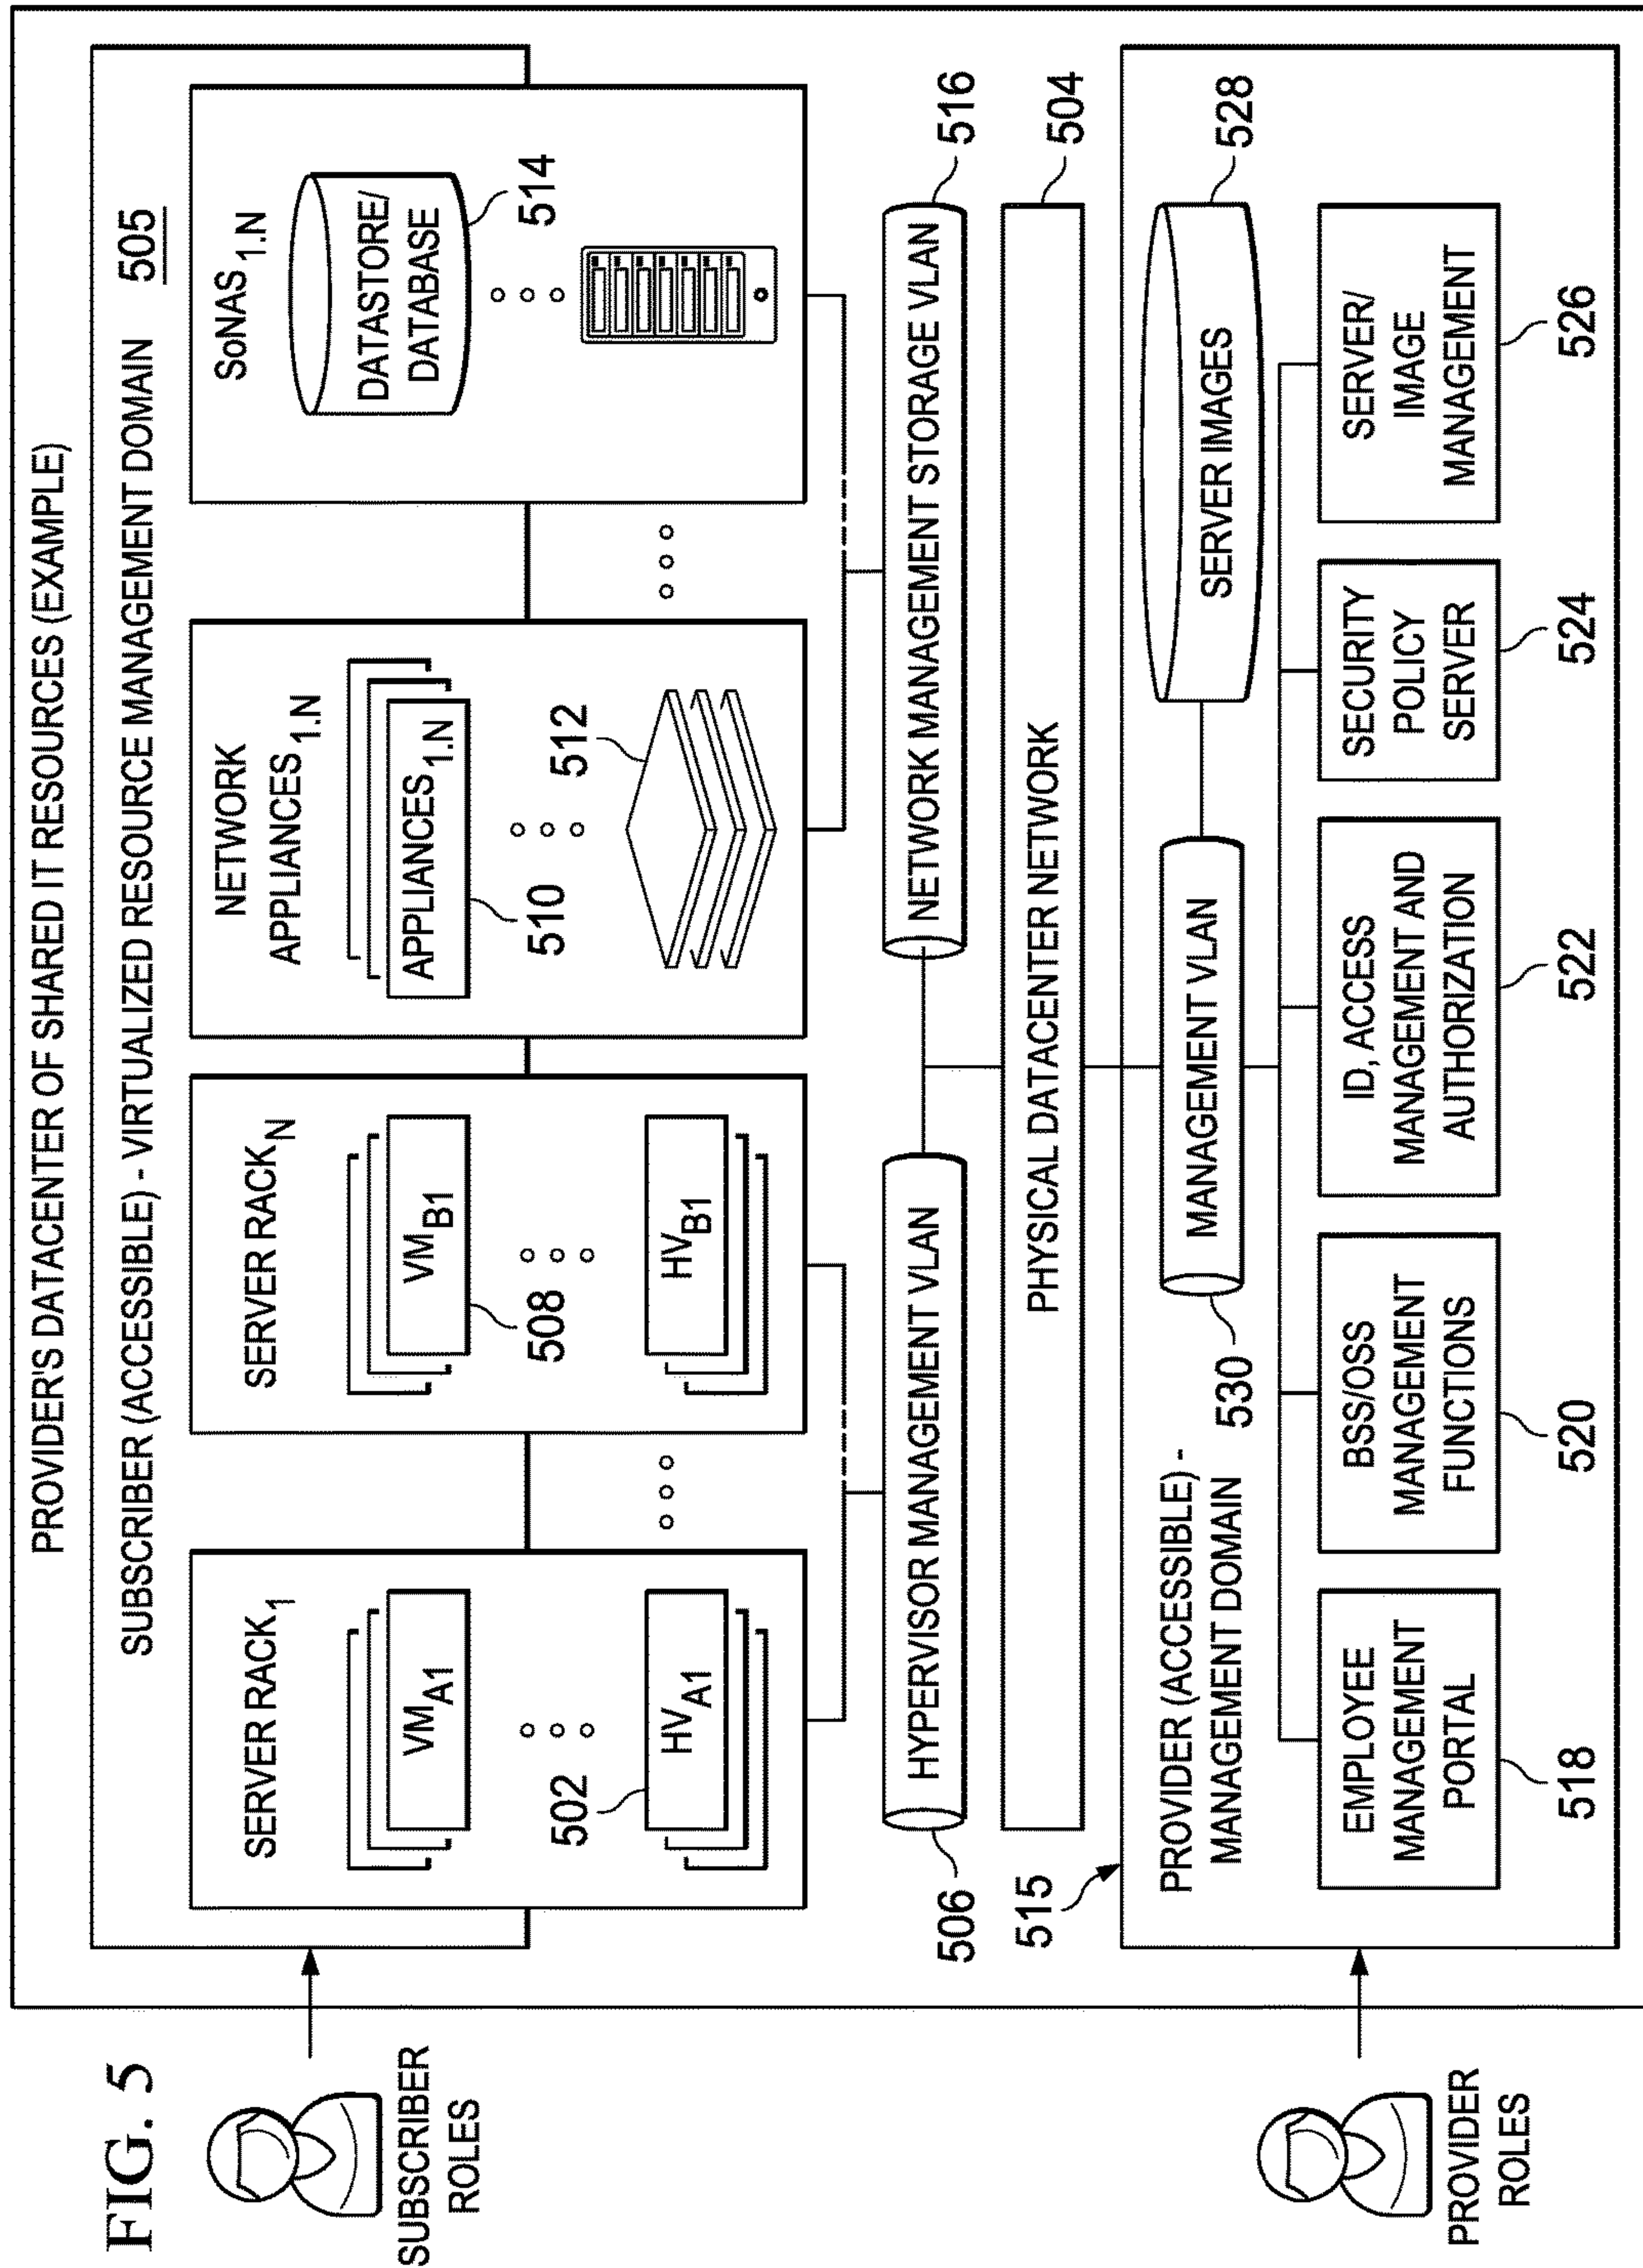 FIG. 5
PROVIDER'S DATACENTER OF SHARED IT RESOURCES (EXAMPLE)
SUBSCRIBER (ACCESSIBLE) - VIRTUALIZED RESOURCE MANAGEMENT DOMAIN 505
SUBSCRIBER
ROLES
SERVER RACK1
VMA1
502
HVA1
SERVER RACKN
VMB1
508
HVB1
NETWORK
APPLIANCES1.N
APPLIANCES1.N
510
512
SoNAS1.N
DATASTORE/
DATABASE
514
506
HYPERVISOR MANAGEMENT VLAN
NETWORK MANAGEMENT STORAGE VLAN
516
PHYSICAL DATACENTER NETWORK
504
515
PROVIDER
ROLES
PROVIDER (ACCESSIBLE) -
MANAGEMENT DOMAIN
530
MANAGEMENT VLAN
SERVER IMAGES
528
EMPLOYEE
MANAGEMENT
PORTAL
518
BSS/OSS
MANAGEMENT
FUNCTIONS
520
ID, ACCESS
MANAGEMENT AND
AUTHORIZATION
522
SECURITY
POLICY
SERVER
524
SERVER/
IMAGE
MANAGEMENT
526